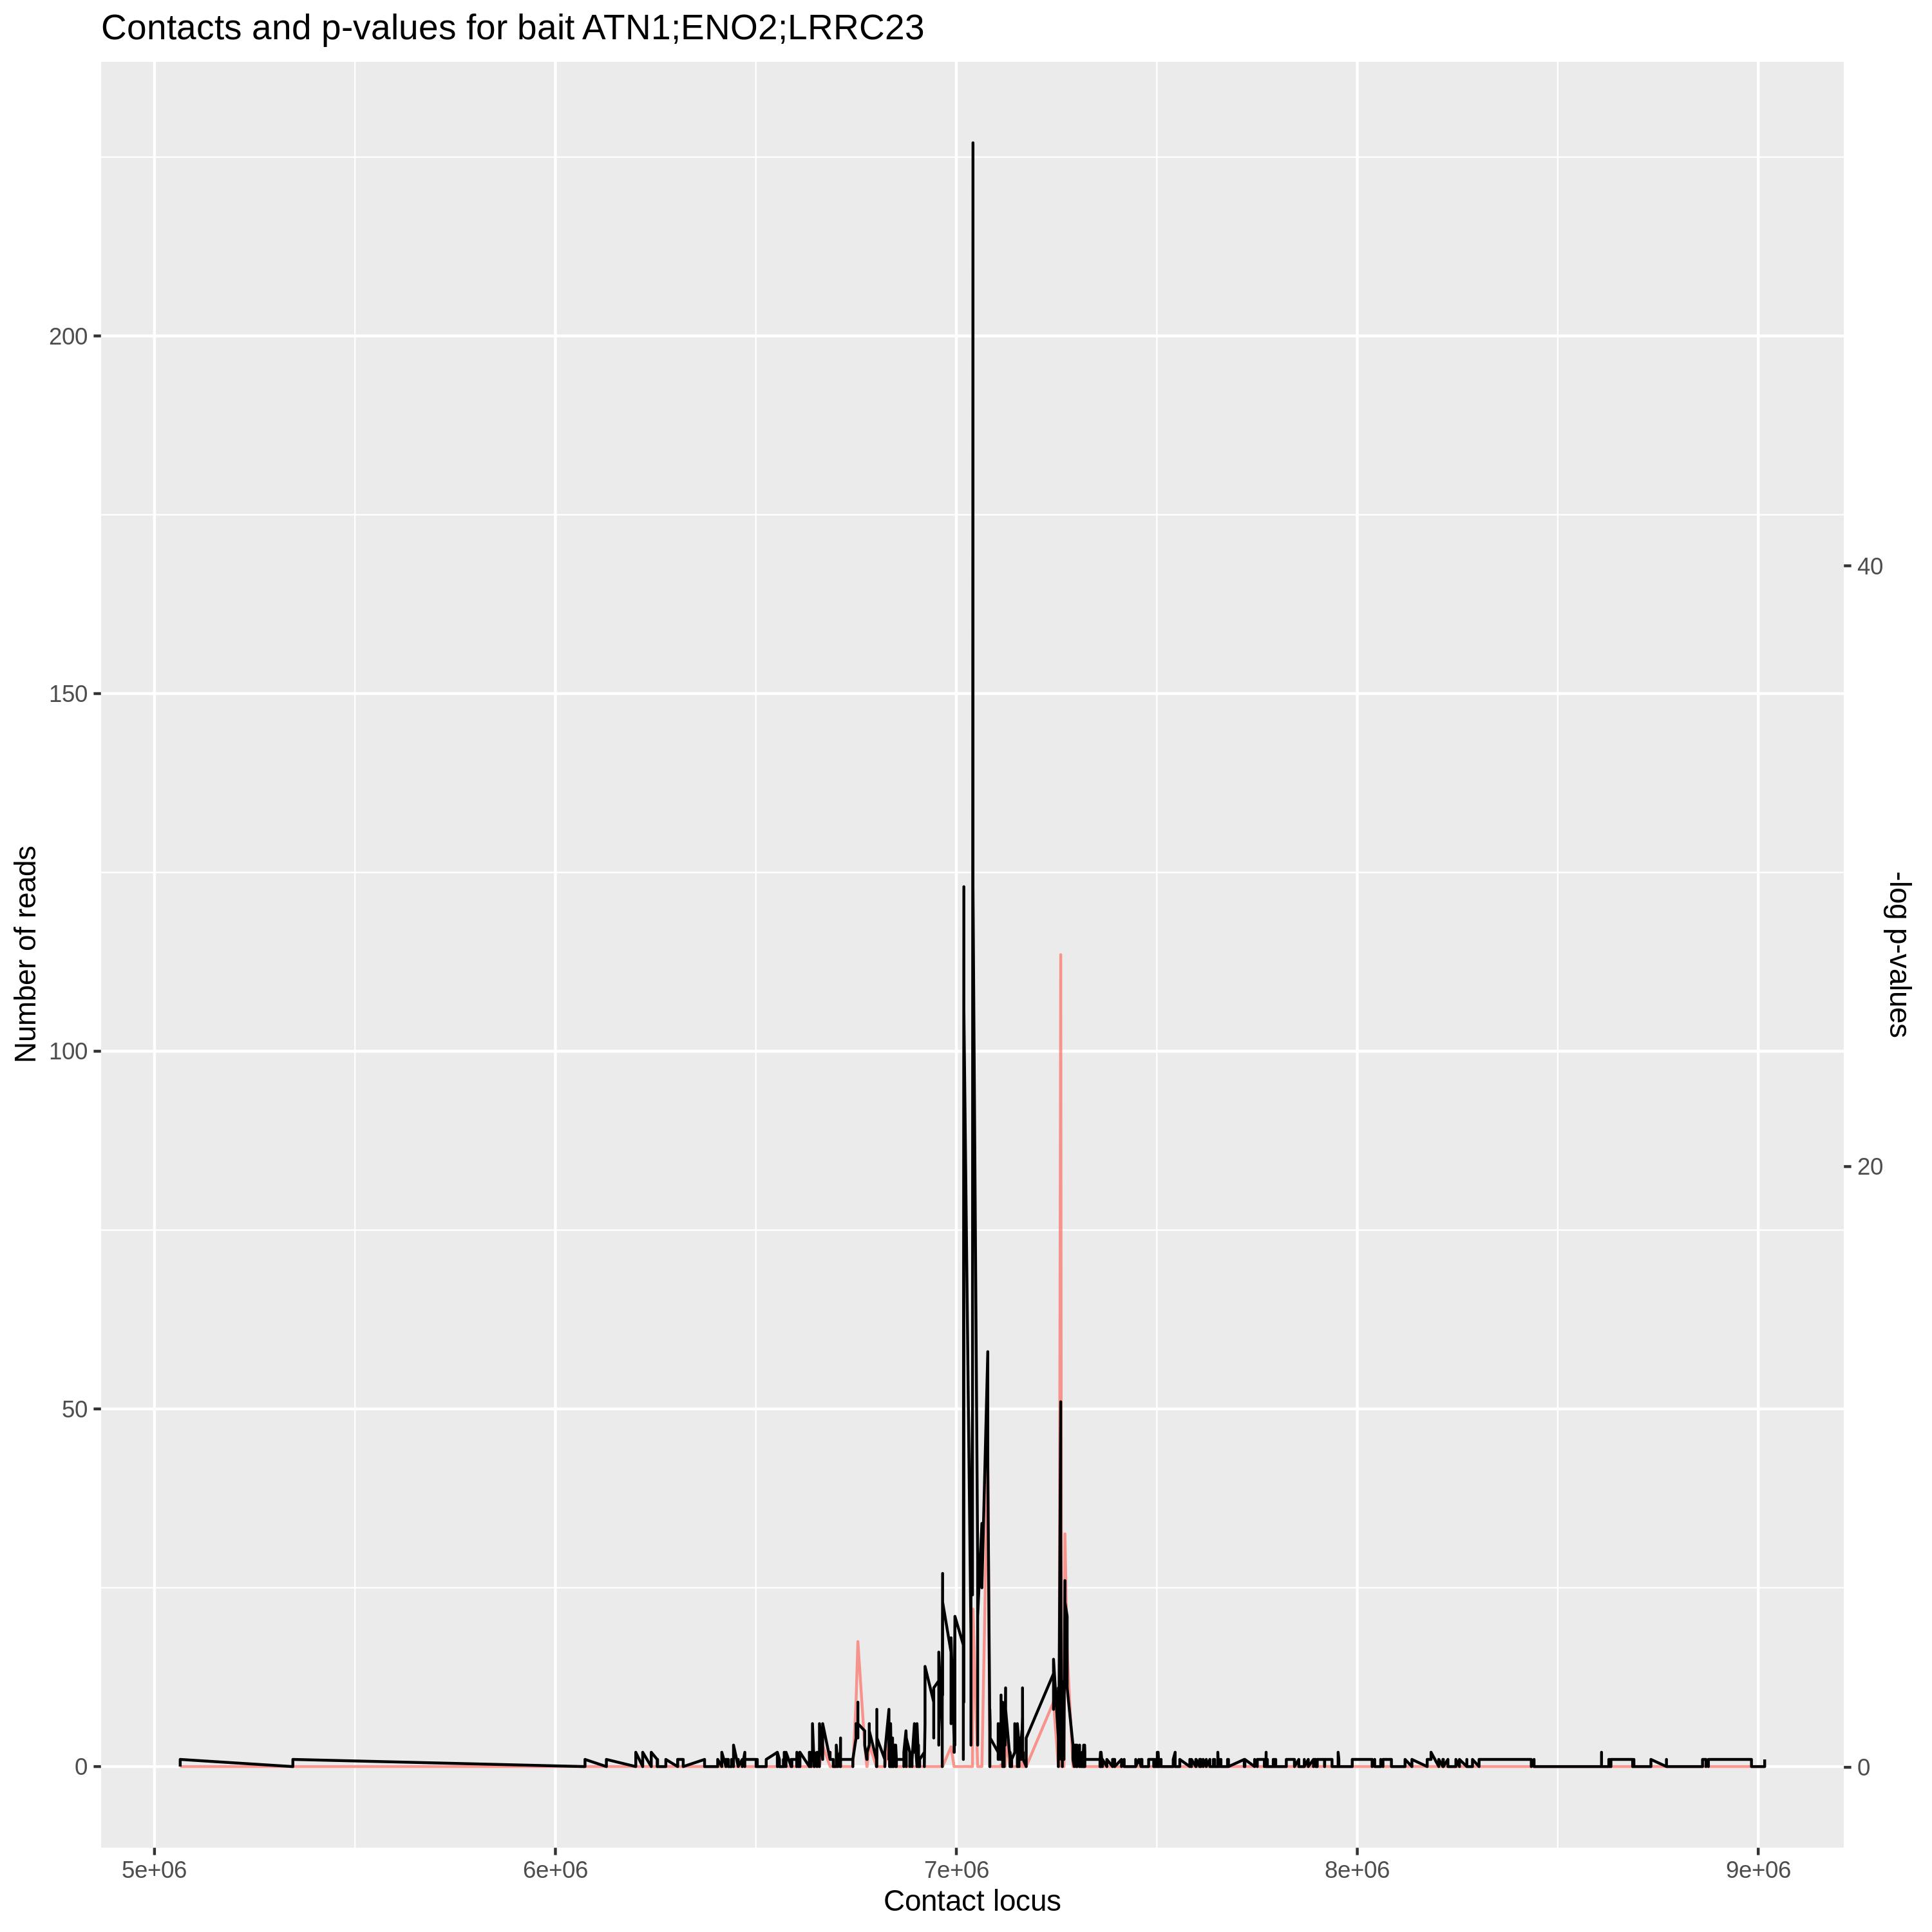 Contacts and p-values for bait ATN1;ENO2;LRRC23
Number of reads
200
150
100
50
0
40
20
0
-log p-values
5e+06 6e+06 7e+06 8e+06 9e+06
Contact locus